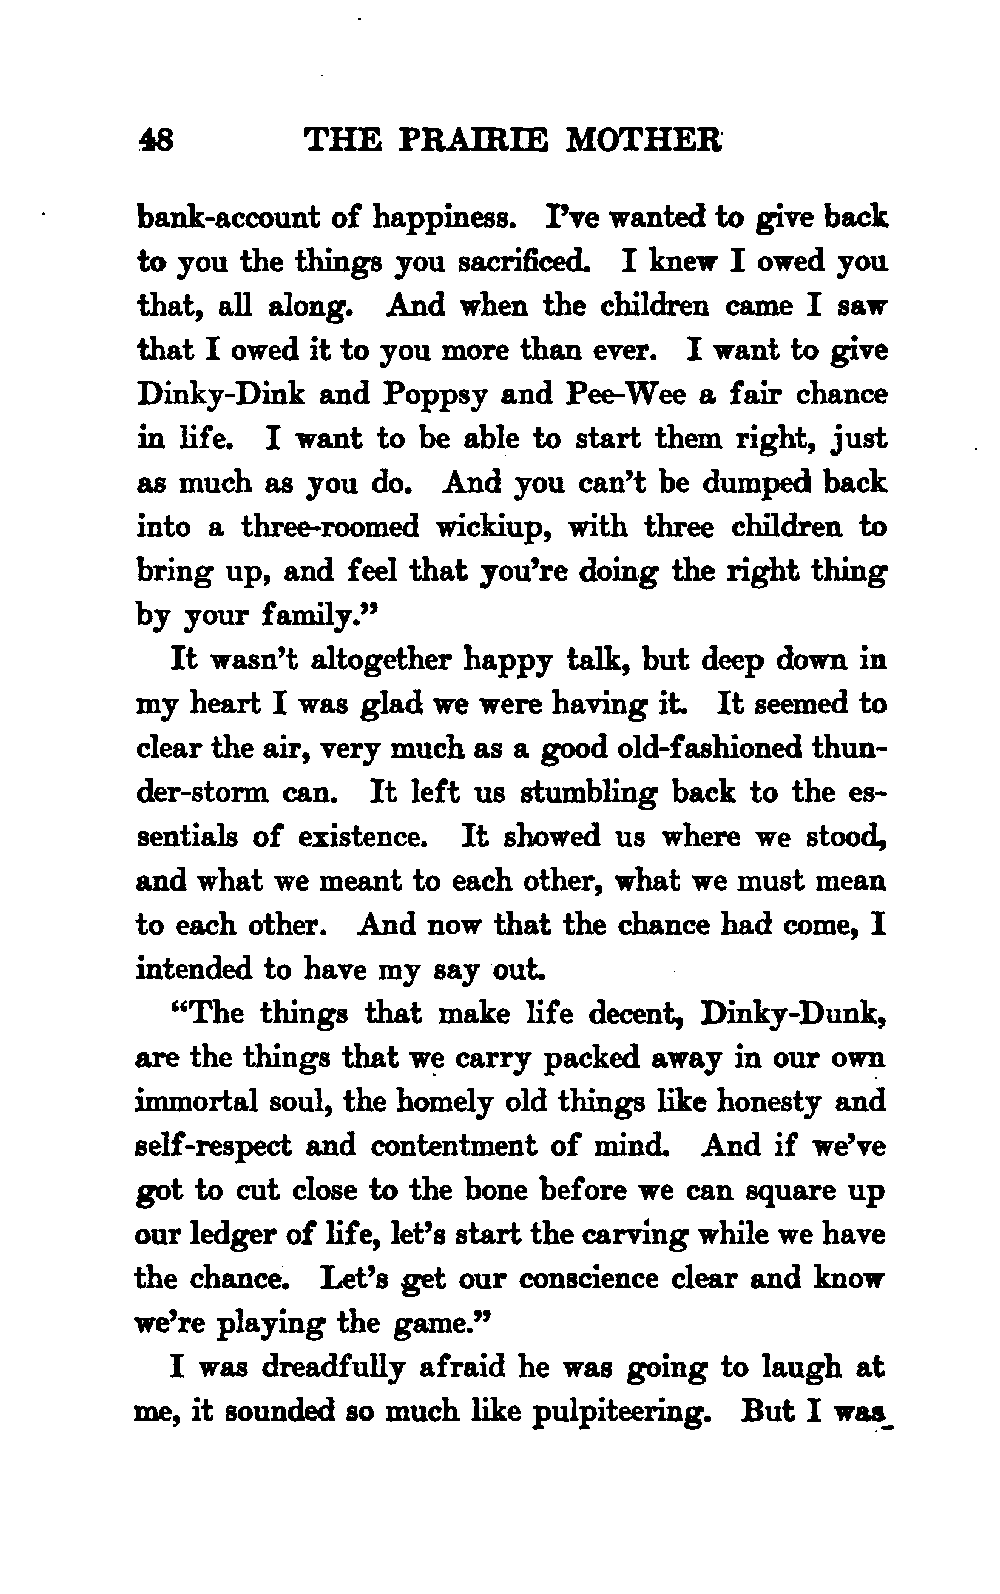 48 THE PRAIRIE MOTHER
bank-account of happiness. I've wanted to give back
to you the things you sacrificed. I knew I owed you
that, all along. And when the children came I saw
that I owed it to you more than ever. I want to give
Dinky-Dink and Poppsy and Pee-Wee a fair chance
in life. I want to be able to start them right, just
as much as you do. And you can't be dumped back
into a three-roomed wickiup, with three children to
bring up, and feel that you're doing the right thing
by your family."
It wasn't altogether happy talk, but deep down in
my heart I was glad we were having it. It seemed to
clear the air, very much as a good old-fashioned thun-
der-storm can. It left us stumbling back to the es-
sentials of existence. It showed us where we stood,
and what we meant to each other, what we must mean
to each other. And now that the chance had come, I
intended to have my say out.
"The things that make life decent, Dinky-Dunk,
are the things that we carry packed away in our own
immortal soul, the homely old things like honesty and
self-respect and contentment of mind. And if we've
got to cut close to the bone before we can square up
our ledger of life, let's start the carving while we have
the chance. Let's get our conscience clear and know
we're playing the game."
I was dreadfully afraid he was going to laugh at
me, it sounded so much like pulpiteering. But I was